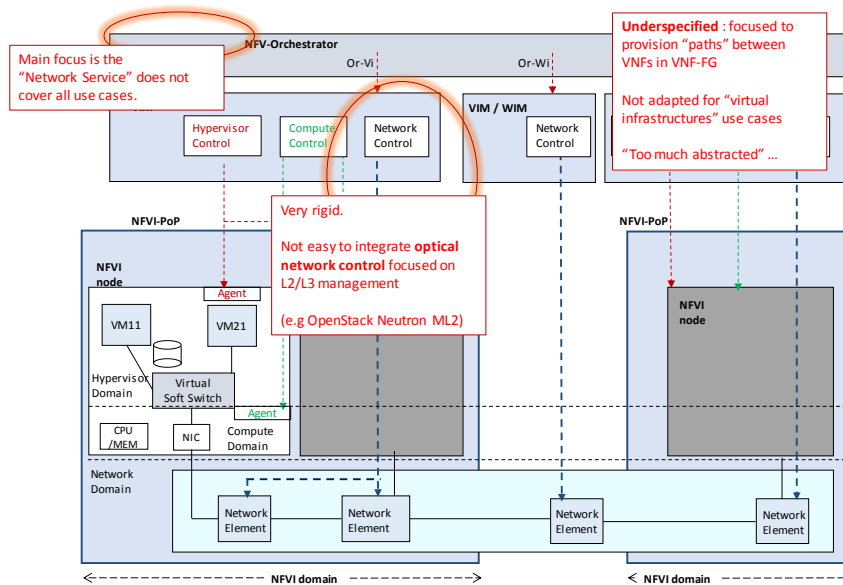 NFV-Orchestrator
Main focus is the
“Network Service” does not
cover all use cases.
Underspecified : focused to
provision “paths” between
VNFs in VNF-FG
Not adapted for “virtual
infrastructures” use cases
“Too much abstracted” ...
Or-Vi
Or-Wi
VIM / WIM
Hypervisor
Control
Compute
Control
Network
Control
Network
Control
Very rigid.
Not easy to integrate optical
network control focused on
L2/L3 management
(e.g OpenStack Neutron ML2)
NFVI-PoP
NFVI-PoP
NFVI
node
Agent
VM11
VM21
Hypervisor
Domain
Virtual
Soft Switch
Agent
CPU
/MEM
NIC
Compute
Domain
NFVI
node
Network
Domain
Network
Element
Network
Element
Network
Element
Network
Element
NFVI domain
NFVI domain